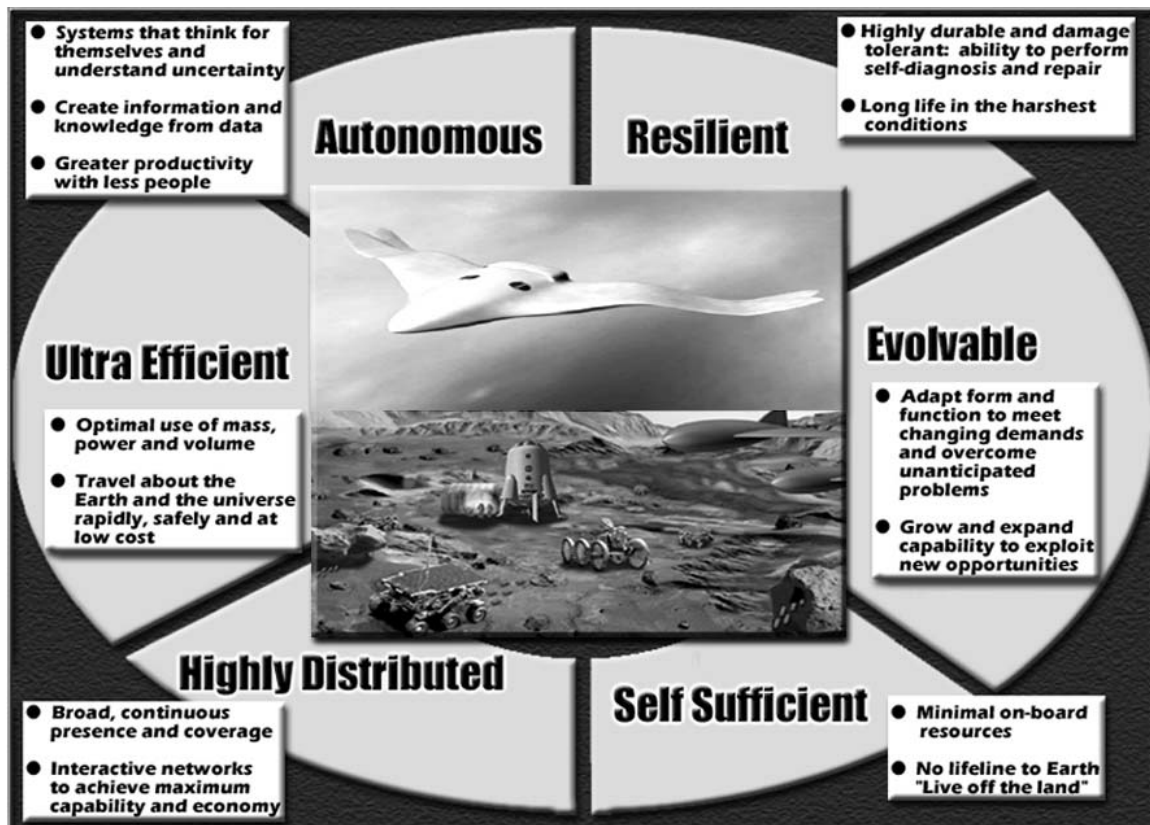 ● Systems that think for
themselves and
understand uncertainty
● Create information and
knowledge from data
● Greater productivity
with less people
Autonomous
Resilient
● Highly durable and damage
tolerant: ability to perform
self-diagnosis and repair
● Long life in the harshest
conditions
Ultra Efficient
● Optimal use of mass,
power and volume
● Travel about the
Earth and the universe
rapidly, safely and at
low cost
Evolvable
● Adapt form and
function to meet
changing demands
and overcome
unanticipated
problems
● Grow and expand
capability to exploit
new opportunities
Highly Distributed
● Broad, continuous
presence and coverage
● Interactive networks
to achieve maximum
capability and economy
Self Sufficient
● Minimal on-board
resources
● No lifeline to Earth
"Live off the land"